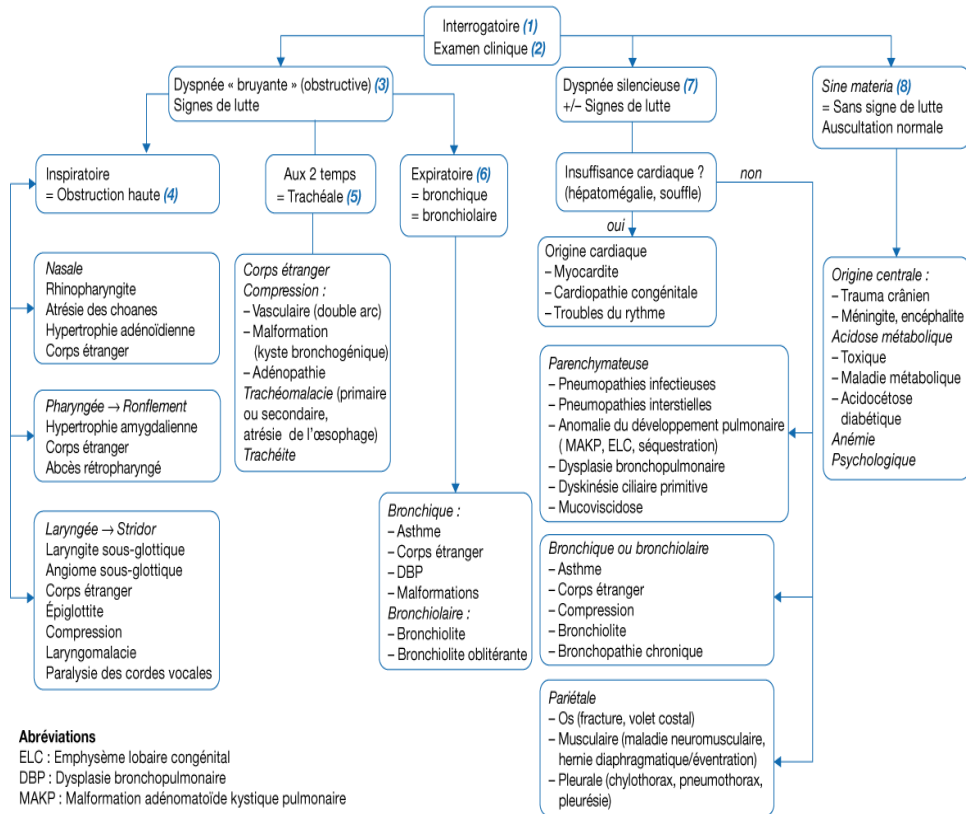 Interrogatoire (1)
Examen clinique (2)
Dyspnée « bruyante » (obstructive) (3)
Signes de lutte
Dyspnée silencieuse (7)
+/– Signes de lutte
Sine materia (8)
= Sans signe de lutte
Auscultation normale
Inspiratoire
= Obstruction haute (4)
Aux 2 temps
= Trachéale (5)
Expiratoire (6)
= bronchique
= bronchiolaire
Insuffisance cardiaque ?
(hépatomégalie, souffle)
non
oui
Nasale
Rhinopharyngite
Atrésie des choanes
Hypertrophie adénoïdienne
Corps étranger
Pharyngée → Ronflement
Hypertrophie amygdalienne
Corps étranger
Abcès rétropharyngé
Laryngée → Stridor
Laryngite sous-glottique
Angiome sous-glottique
Corps étranger
Épiglottite
Compression
Laryngomalacie
Paralysie des cordes vocales
Corps étranger
Compression :
– Vasculaire (double arc)
– Malformation
(kyste bronchogénique)
– Adénopathie
Trachéomalacie (primaire
ou secondaire,
atrésie de l’œsophage)
Trachéite
Bronchique :
– Asthme
– Corps étranger
– DBP
– Malformations
Bronchiolaire :
– Bronchiolite
– Bronchiolite oblitérante
Origine cardiaque
– Myocardite
– Cardiopathie congénitale
– Troubles du rythme
Parenchymateuse
– Pneumopathies infectieuses
– Pneumopathies interstielles
– Anomalie du développement pulmonaire
( MAKP, ELC, séquestration)
– Dysplasie bronchopulmonaire
– Dyskinésie ciliaire primitive
– Mucoviscidose
Bronchique ou bronchiolaire
– Asthme
– Corps étranger
– Compression
– Bronchiolite
– Bronchopathie chronique
Pariétale
– Os (fracture, volet costal)
– Musculaire (maladie neuromusculaire,
hernie diaphragmatique/éventration)
– Pleurale (chylothorax, pneumothorax,
pleurésie)
Origine centrale :
– Trauma crânien
– Méningite, encéphalite
Acidose métabolique
– Toxique
– Maladie métabolique
– Acidocétose
diabétique
Anémie
Psychologique
Abréviations
ELC : Emphysème lobaire congénital
DBP : Dysplasie bronchopulmonaire
MAKP : Malformation adénomatoïde kystique pulmonaire